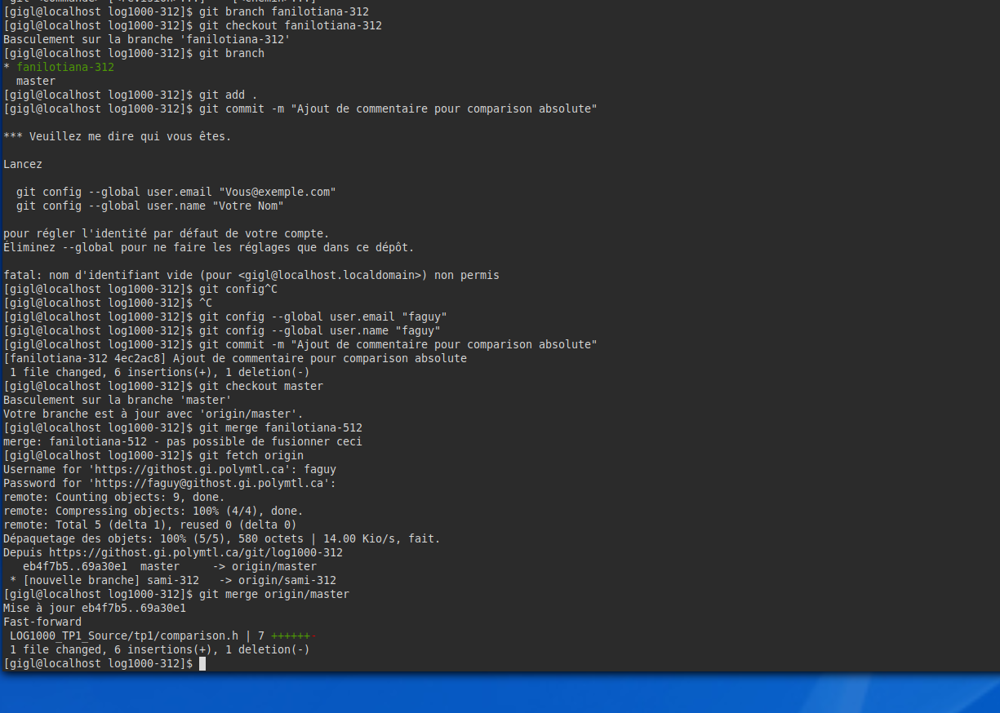 [gigl@localhost log1000-312]$ git branch fanilotiana-312
[gigl@localhost log1000-312]$ git checkout fanilotiana-312
Basculement sur la branche 'fanilotiana-312'
[gigl@localhost log1000-312]$ git branch
* fanilotiana-312
  master
[gigl@localhost log1000-312]$ git add .
[gigl@localhost log1000-312]$ git commit -m "Ajout de commentaire pour comparison absolute"

*** Veuillez me dire qui vous êtes.

Lancez

  git config --global user.email "Vous@exemple.com"
  git config --global user.name "Votre Nom"

pour régler l'identité par défaut de votre compte.
Éliminez --global pour ne faire les réglages que dans ce dépôt.

fatal: nom d'identifiant vide (pour <gigl@localhost.localdomain>) non permis
[gigl@localhost log1000-312]$ git config^C
[gigl@localhost log1000-312]$ ^C
[gigl@localhost log1000-312]$ git config --global user.email "faguy"
[gigl@localhost log1000-312]$ git config --global user.name "faguy"
[gigl@localhost log1000-312]$ git commit -m "Ajout de commentaire pour comparison absolute"
[fanilotiana-312 4ec2ac8] Ajout de commentaire pour comparison absolute
 1 file changed, 6 insertions(+), 1 deletion(-)
[gigl@localhost log1000-312]$ git checkout master
Basculement sur la branche 'master'
Votre branche est à jour avec 'origin/master'.
[gigl@localhost log1000-312]$ git merge fanilotiana-512
merge: fanilotiana-512 - pas possible de fusionner ceci
[gigl@localhost log1000-312]$ git fetch origin
Username for 'https://githost.gi.polymtl.ca': faguy
Password for 'https://faguy@githost.gi.polymtl.ca':
remote: Counting objects: 9, done.
remote: Compressing objects: 100% (4/4), done.
remote: Total 5 (delta 1), reused 0 (delta 0)
Dépaquetage des objets: 100% (5/5), 580 octets | 14.00 Kio/s, fait.
Depuis https://githost.gi.polymtl.ca/git/log1000-312
   eb4f7b5..69a30e1  master     -> origin/master
 * [nouvelle branche] sami-312   -> origin/sami-312
[gigl@localhost log1000-312]$ git merge origin/master
Mise à jour eb4f7b5..69a30e1
Fast-forward
 LOG1000_TP1_Source/tp1/comparison.h | 7 ++++++-
 1 file changed, 6 insertions(+), 1 deletion(-)
[gigl@localhost log1000-312]$